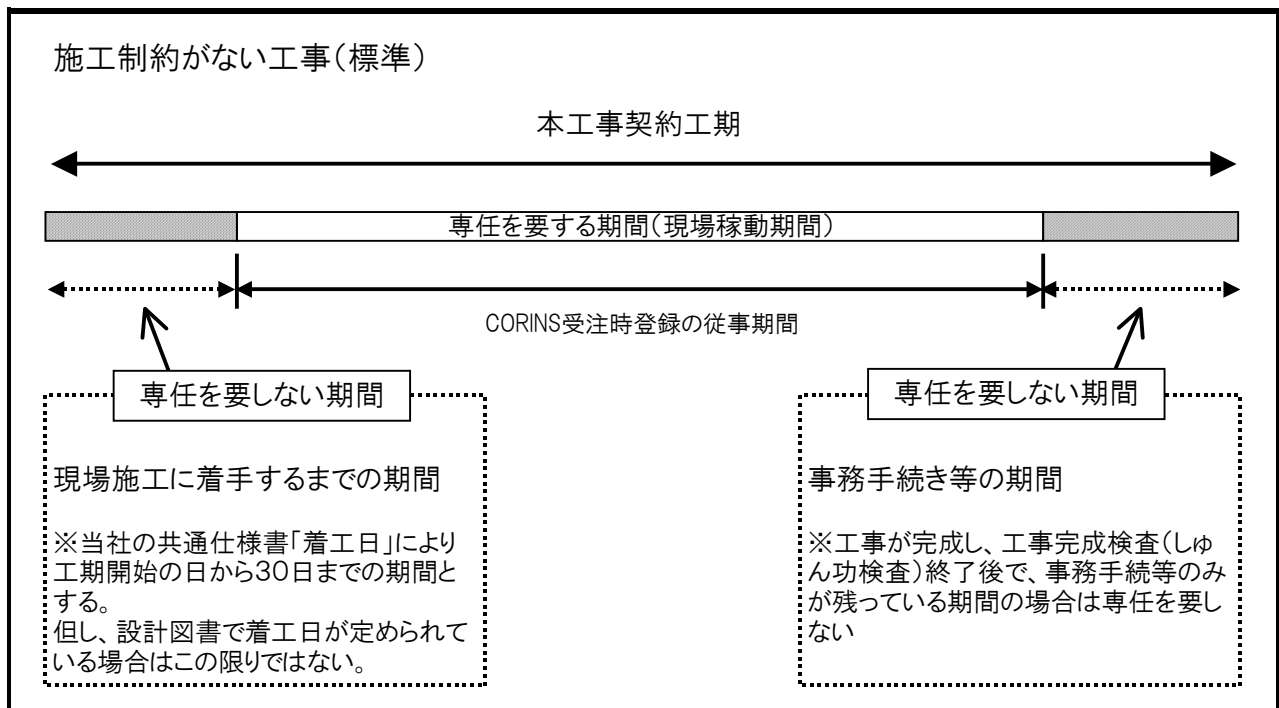 施工制約がない工事(標準)
本工事契約工期
専任を要する期間(現場稼動期間)
CORINS受注時登録の従事期間
専任を要しない期間
現場施工に着手するまでの期間
※当社の共通仕様書「着工日」により
工期開始の日から30日までの期間と
する。
但し、設計図書で着工日が定められて
いる場合はこの限りではない。
専任を要しない期間
事務手続き等の期間
※工事が完成し、工事完成検査(しゅ
ん功検査)終了後で、事務手続等のみ
が残っている期間の場合は専任を要し
ない